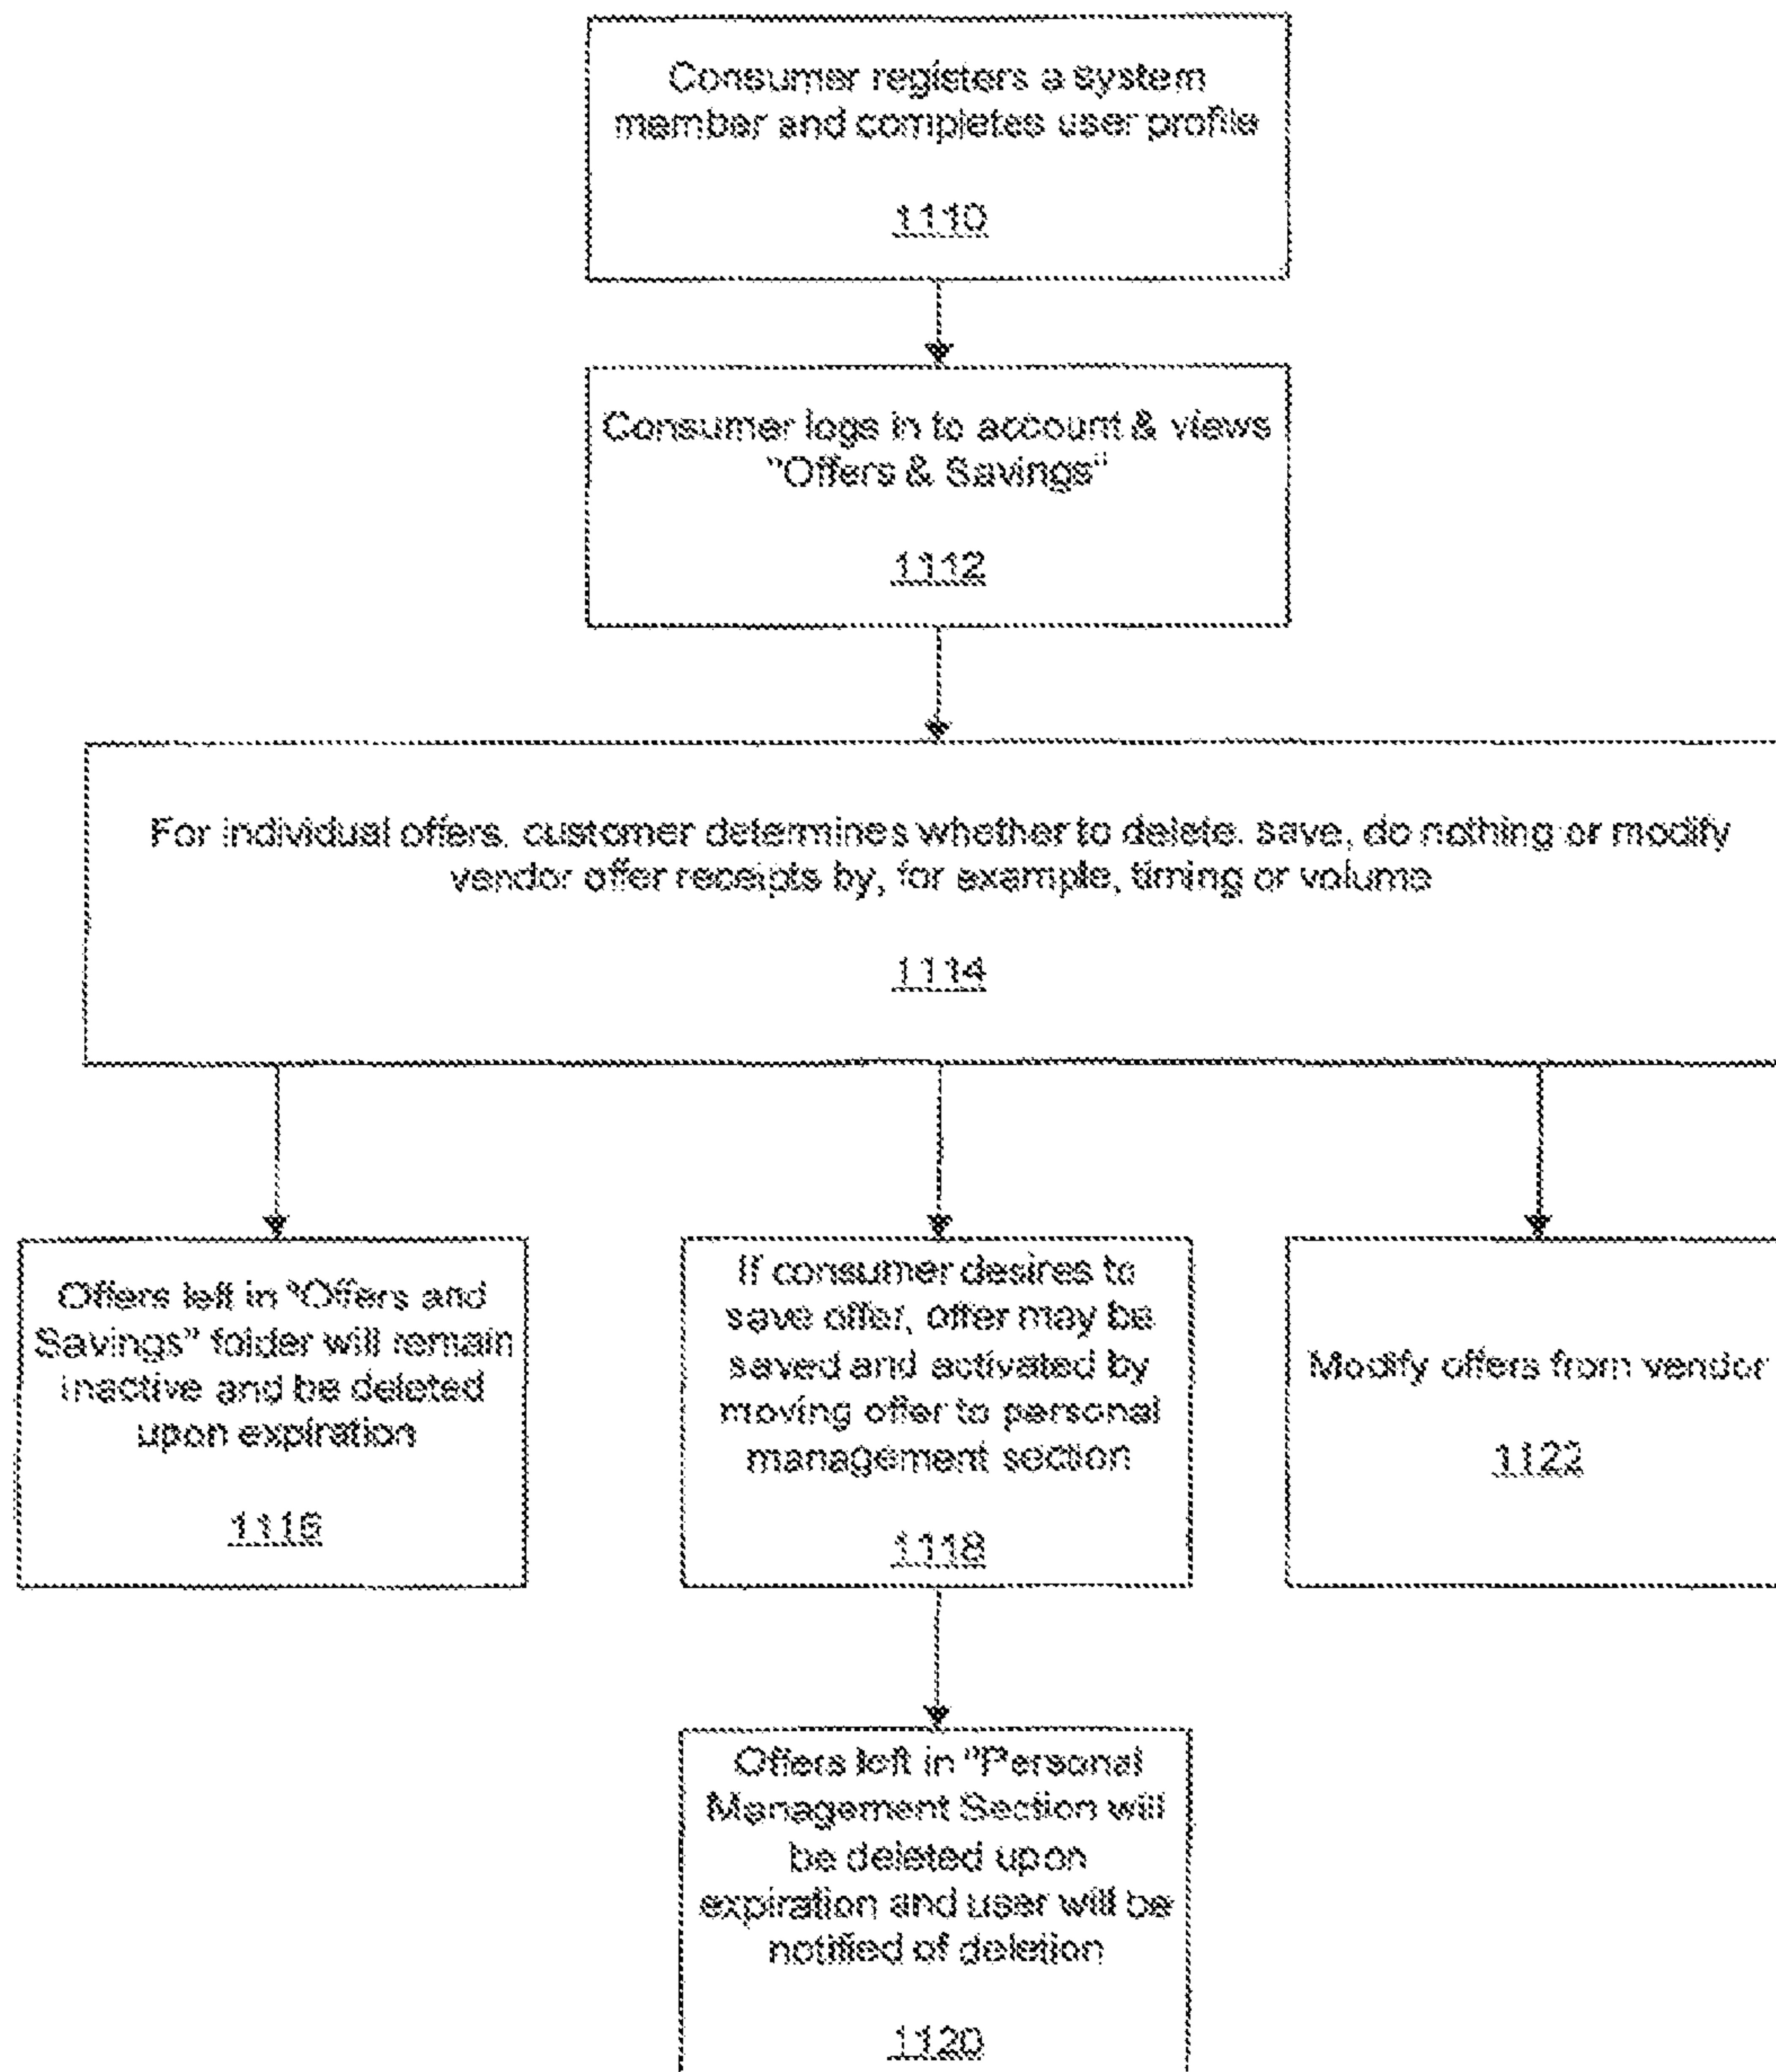 Consumer registers a system
member and completes user profile
1110
Consumer logs in to account & views
"Offers & Savings"
1112
For individual offers, customer determines whether to delete, save, do nothing or modify
vendor offer receipts by, for example, timing or volume
1114
Offers left in "Offers and
Savings" folder will remain
inactive and be deleted
upon expiration
1116
If consumer desires to
save offer, offer may be
saved and activated by
moving offer to personal
management section
1118
Modify offers from vendor
1122
Offers left in "Personal
Management Section will
be deleted upon
expiration and user will be
notified of deletion
1120